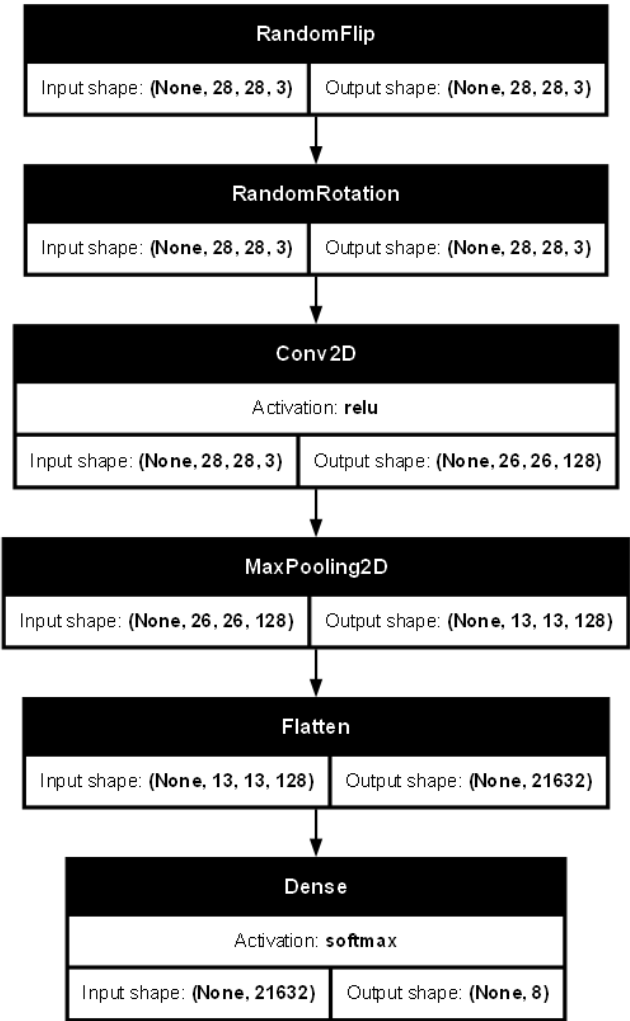 RandomFlip
Input shape: (None, 28, 28, 3) Output shape: (None, 28, 28, 3)
RandomRotation
Input shape: (None, 28, 28, 3) Output shape: (None, 28, 28, 3)
Conv2D
Activation: relu
Input shape: (None, 28, 28, 3) Output shape: (None, 26, 26, 128)
MaxPooling2D
Input shape: (None, 26, 26, 128) Output shape: (None, 13, 13, 128)
Flatten
Input shape: (None, 13, 13, 128) Output shape: (None, 21632)
Dense
Activation: softmax
Input shape: (None, 21632) Output shape: (None, 8)